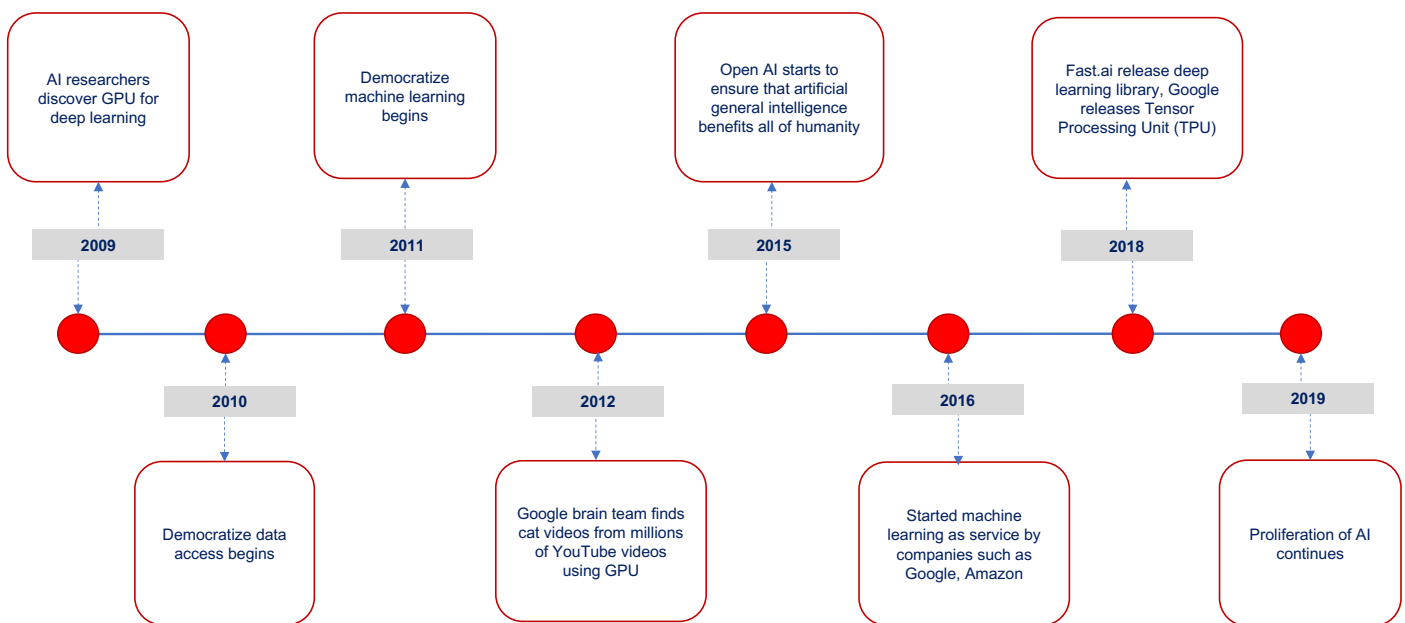 AI researchers
discover GPU for
deep learning
Democratize
machine learning
begins
Open AI starts to
ensure that artificial
general intelligence
benefits all of humanity
Fast.ai release deep
learning library, Google
releases Tensor
Processing Unit (TPU)
2009
2011
2015
2018
2010
2012
2016
2019
Democratize data
access begins
Google brain team finds
cat videos from millions
of YouTube videos
using GPU
Started machine
learning as service by
companies such as
Google, Amazon
Proliferation of AI
continues